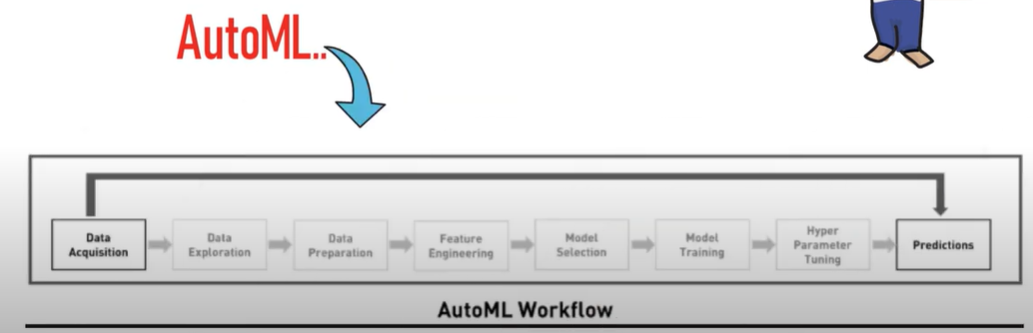 AutoML..
Data
Acquisition
Data
Exploration
Data
Preparation
Feature
Engineering
Model
Selection
Model
Training
Hyper
Parameter
Tuning
Predictions
AutoML Workflow